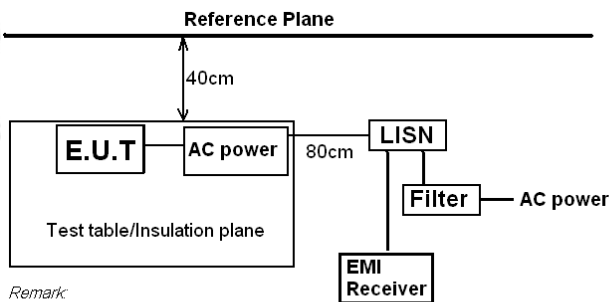 Reference Plane
40cm
E.U.T
AC power
80cm
LISN
Filter
AC power
Test table/Insulation plane
EMI
Receiver
Remark: